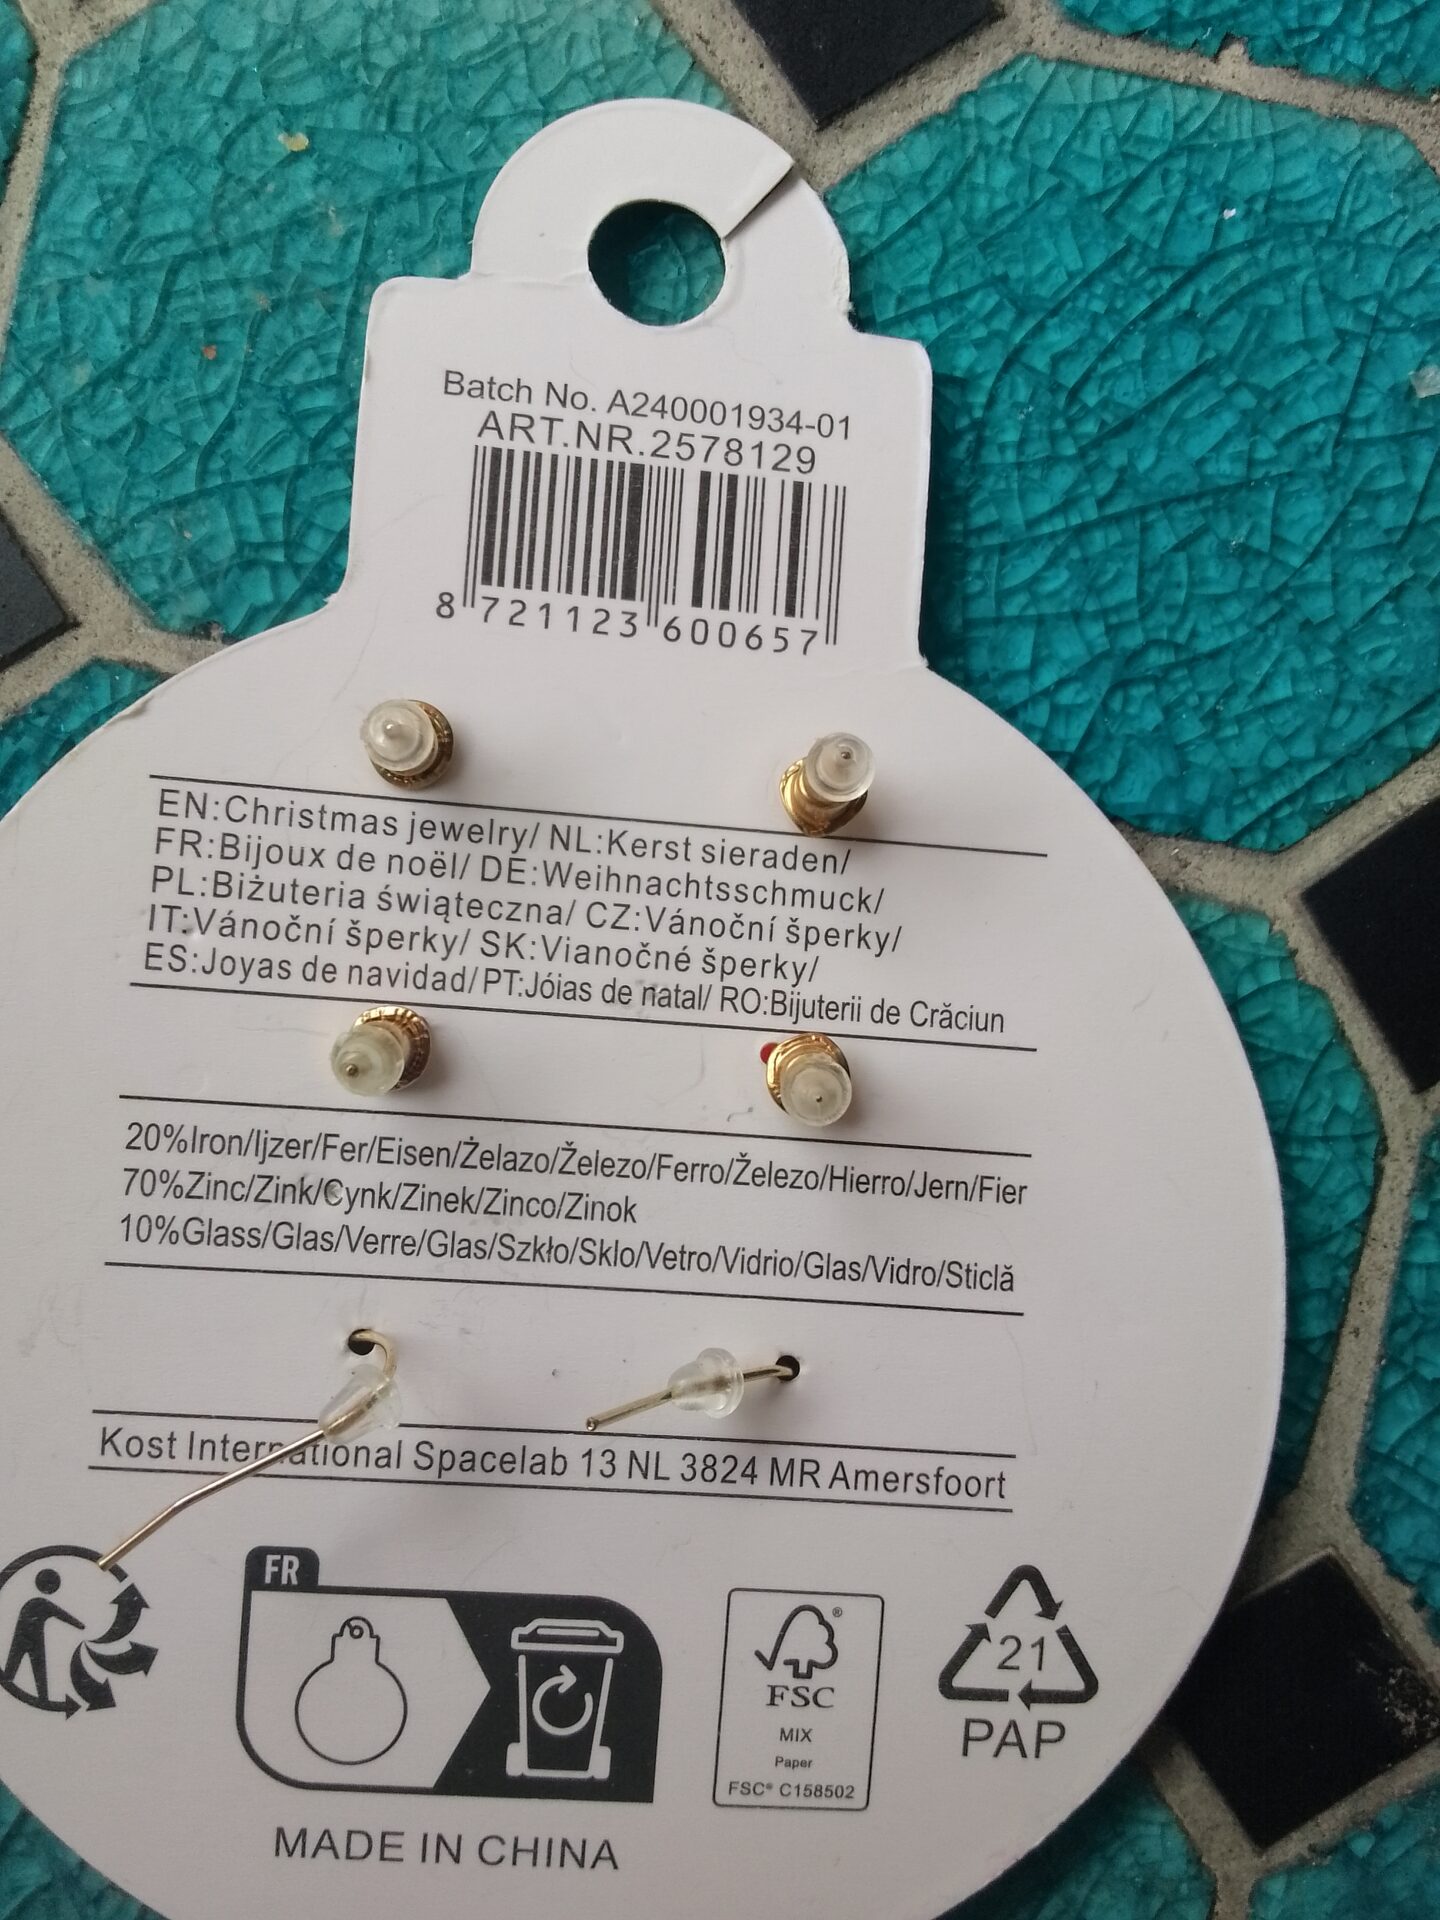 Batch No. A240001934-01
ART.NR.2578129
8 721123 600657
EN:Christmas jewelry/ NL:Kerst sieraden/
FR:Bijoux de noël/ DE:Weihnachtsschmuck/
PL:Biżuteria świąteczna/ CZ:Vánoční šperky/
IT:Vánoční šperky/ SK:Vianočné šperky/
ES:Joyas de navidad/ PT:Jóias de natal/ RO:Bijuterii de Crăciun
20%Iron/Ijzer/Fer/Eisen/Żelazo/Železo/Ferro/Železo/Hierro/Jern/Fier
70%Zinc/Zink/Cynk/Zinek/Zinco/Zinok
10%Glass/Glas/Verre/Glas/Szkło/Sklo/Vetro/Vidrio/Glas/Vidro/Sticlă
Kost International Spacelab 13 NL 3824 MR Amersfoort
FR
FSC
MIX
Paper
FSC® C158502
21
PAP
MADE IN CHINA